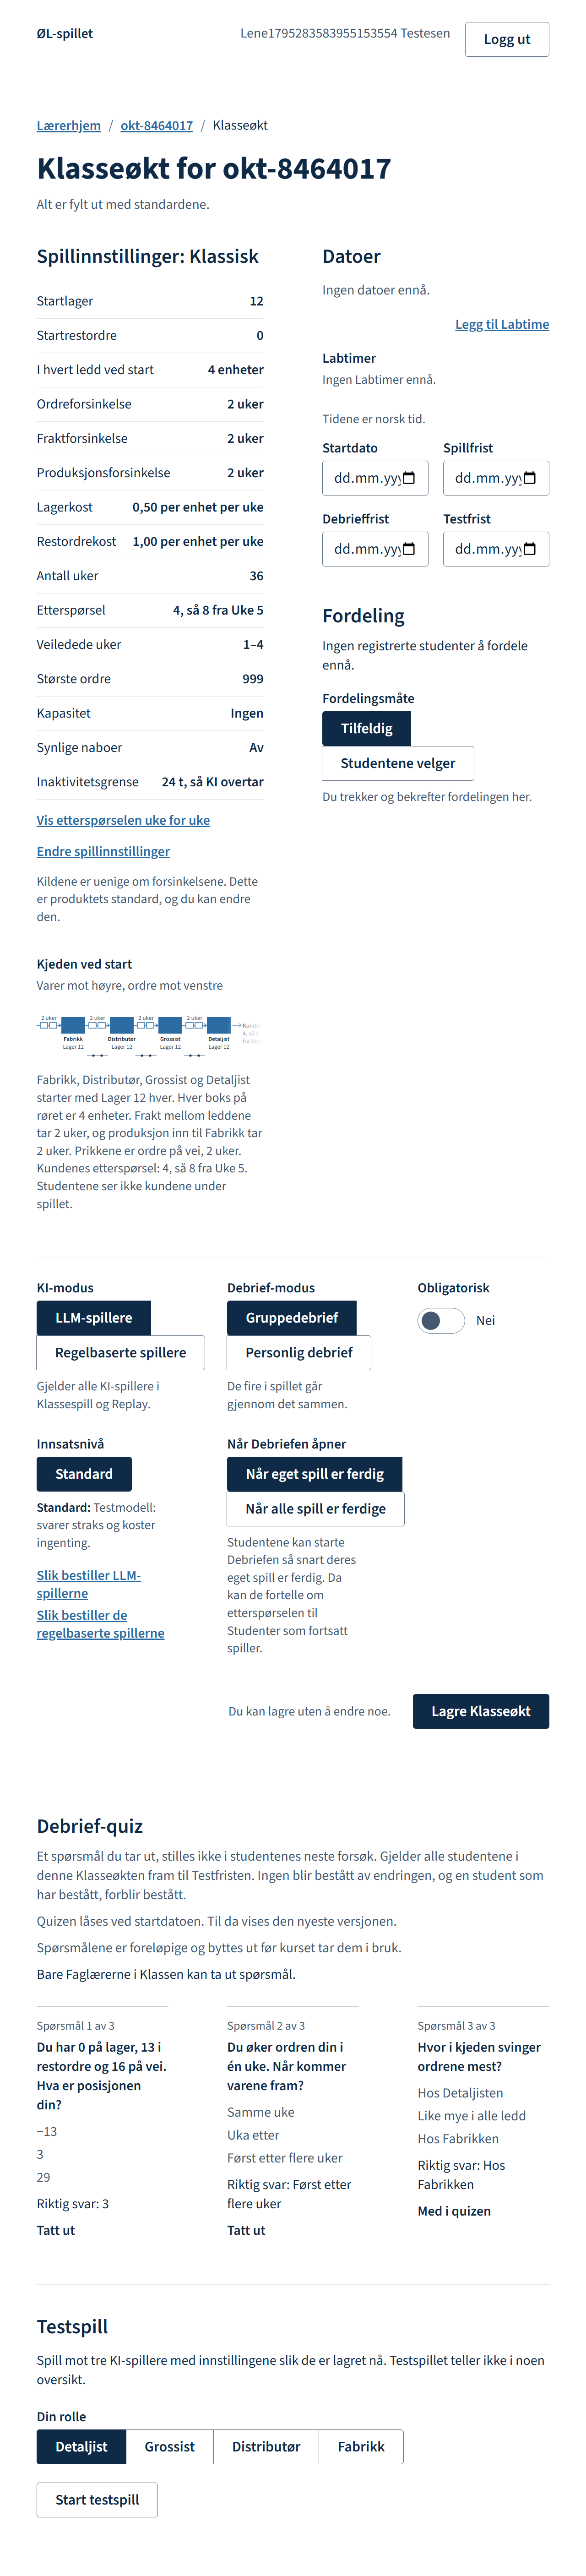 ØL-spillet
Lene1795283583955153554 Testesen
Logg ut
Lærerhjem / okt-8464017 / Klasseøkt
Klasseøkt for okt-8464017
Alt er fylt ut med standardene.
Spillinnstillinger: Klassisk
Startlager 12
Startrestordre 0
I hvert ledd ved start 4 enheter
Ordreforsinkelse 2 uker
Fraktforsinkelse 2 uker
Produksjonsforsinkelse 2 uker
Lagerkost 0,50 per enhet per uke
Restordrekost 1,00 per enhet per uke
Antall uker 36
Etterspørsel 4, så 8 fra Uke 5
Veiledede uker 1–4
Største ordre 999
Kapasitet Ingen
Synlige naboer Av
Inaktivitetsgrense 24 t, så KI overtar
Vis etterspørselen uke for uke
Endre spillinnstillinger
Kildene er uenige om forsinkelsene. Dette
er produktets standard, og du kan endre
den.
Kjeden ved start
Varer mot høyre, ordre mot venstre
2 uker 2 uker 2 uker 2 uker
Fabrikk Distributør Grossist Detaljist
Lager 12 Lager 12 Lager 12 Lager 12
Fabrikk, Distributør, Grossist og Detaljist
starter med Lager 12 hver. Hver boks på
røret er 4 enheter. Frakt mellom leddene
tar 2 uker, og produksjon inn til Fabrikk tar
2 uker. Prikkene er ordre på vei, 2 uker.
Kundenes etterspørsel: 4, så 8 fra Uke 5.
Studentene ser ikke kundene under
spillet.
Datoer
Ingen datoer ennå.
Legg til Labtime
Labtimer
Ingen Labtimer ennå.
Tidene er norsk tid.
Startdato Spillfrist
dd.mm.yyy dd.mm.yyy
Debrieffrist Testfrist
dd.mm.yyy dd.mm.yyy
Fordeling
Ingen registrerte studenter å fordele
ennå.
Fordelingsmåte
Tilfeldig
Studentene velger
Du trekker og bekrefter fordelingen her.
KI-modus
LLM-spillere
Regelbaserte spillere
Gjelder alle KI-spillere i
Klassespill og Replay.
Debrief-modus
Gruppedebrief
Personlig debrief
De fire i spillet går
gjennom det sammen.
Obligatorisk
Nei
Innsatsnivå
Standard
Standard: Testmodell:
svarer straks og koster
ingenting.
Slik bestiller LLM-
spillerne
Slik bestiller de
regelbaserte spillerne
Når Debriefen åpner
Når eget spill er ferdig
Når alle spill er ferdige
Studentene kan starte
Debriefen så snart deres
eget spill er ferdig. Da
kan de fortelle om
etterspørselen til
Studenter som fortsatt
spiller.
Du kan lagre uten å endre noe.
Lagre Klasseøkt
Debrief-quiz
Et spørsmål du tar ut, stilles ikke i studentenes neste forsøk. Gjelder alle studentene i
denne Klasseøkten fram til Testfristen. Ingen blir bestått av endringen, og en student som
har bestått, forblir bestått.
Quizen låses ved startdatoen. Til da vises den nyeste versjonen.
Spørsmålene er foreløpige og byttes ut før kurset tar dem i bruk.
Bare Faglærerne i Klassen kan ta ut spørsmål.
Spørsmål 1 av 3
Du har 0 på lager, 13 i
restordre og 16 på vei.
Hva er posisjonen
din?
−13
3
29
Riktig svar: 3
Tatt ut
Spørsmål 2 av 3
Du øker ordren din i
én uke. Når kommer
varene fram?
Samme uke
Uka etter
Først etter flere uker
Riktig svar: Først etter
flere uker
Tatt ut
Spørsmål 3 av 3
Hvor i kjeden svinger
ordrene mest?
Hos Detaljisten
Like mye i alle ledd
Hos Fabrikken
Riktig svar: Hos
Fabrikken
Med i quizen
Testspill
Spill mot tre KI-spillere med innstillingene slik de er lagret nå. Testspillet teller ikke i noen
oversikt.
Din rolle
Detaljist Grossist Distributør Fabrikk
Start testspill